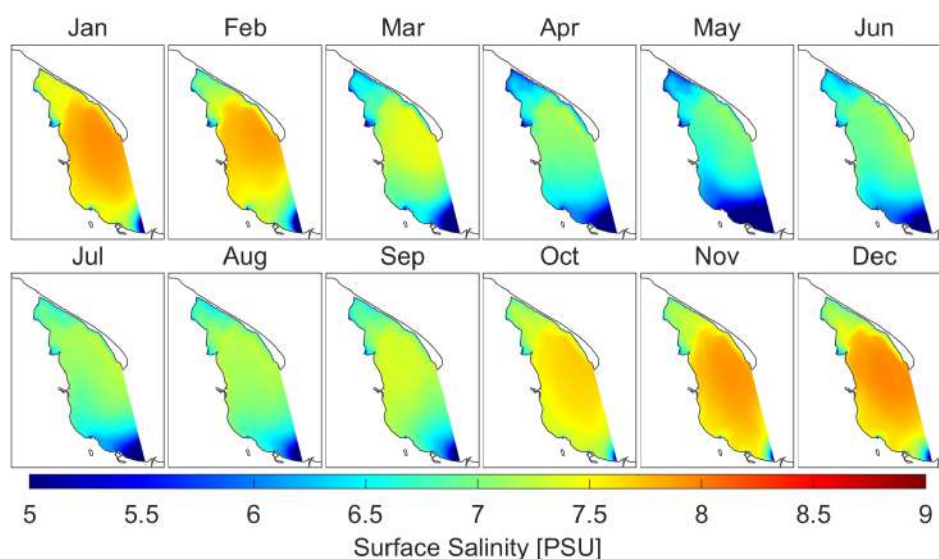 Jan Feb Mar Apr May Jun
Jul Aug Sep Oct Nov Dec
5 5.5 6 6.5 7 7.5 8 8.5 9
Surface Salinity [PSU]